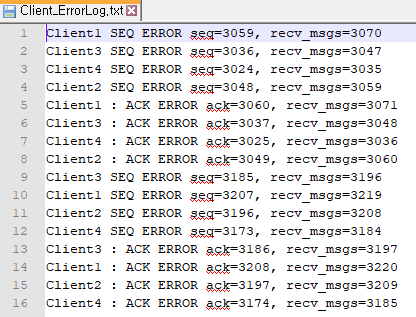 Client_ErrorLog.txt
1 Client1 SEQ ERROR seq=3059, recv_msgs=3070
2 Client3 SEQ ERROR seq=3036, recv_msgs=3047
3 Client4 SEQ ERROR seq=3024, recv_msgs=3035
4 Client2 SEQ ERROR seq=3048, recv_msgs=3059
5 Client1 : ACK ERROR ack=3060, recv_msgs=3071
6 Client3 : ACK ERROR ack=3037, recv_msgs=3048
7 Client4 : ACK ERROR ack=3025, recv_msgs=3036
8 Client2 : ACK ERROR ack=3049, recv_msgs=3060
9 Client3 SEQ ERROR seq=3185, recv_msgs=3196
10 Client1 SEQ ERROR seq=3207, recv_msgs=3219
11 Client2 SEQ ERROR seq=3196, recv_msgs=3208
12 Client4 SEQ ERROR seq=3173, recv_msgs=3184
13 Client3 : ACK ERROR ack=3186, recv_msgs=3197
14 Client1 : ACK ERROR ack=3208, recv_msgs=3220
15 Client2 : ACK ERROR ack=3197, recv_msgs=3209
16 Client4 : ACK ERROR ack=3174, recv_msgs=3185